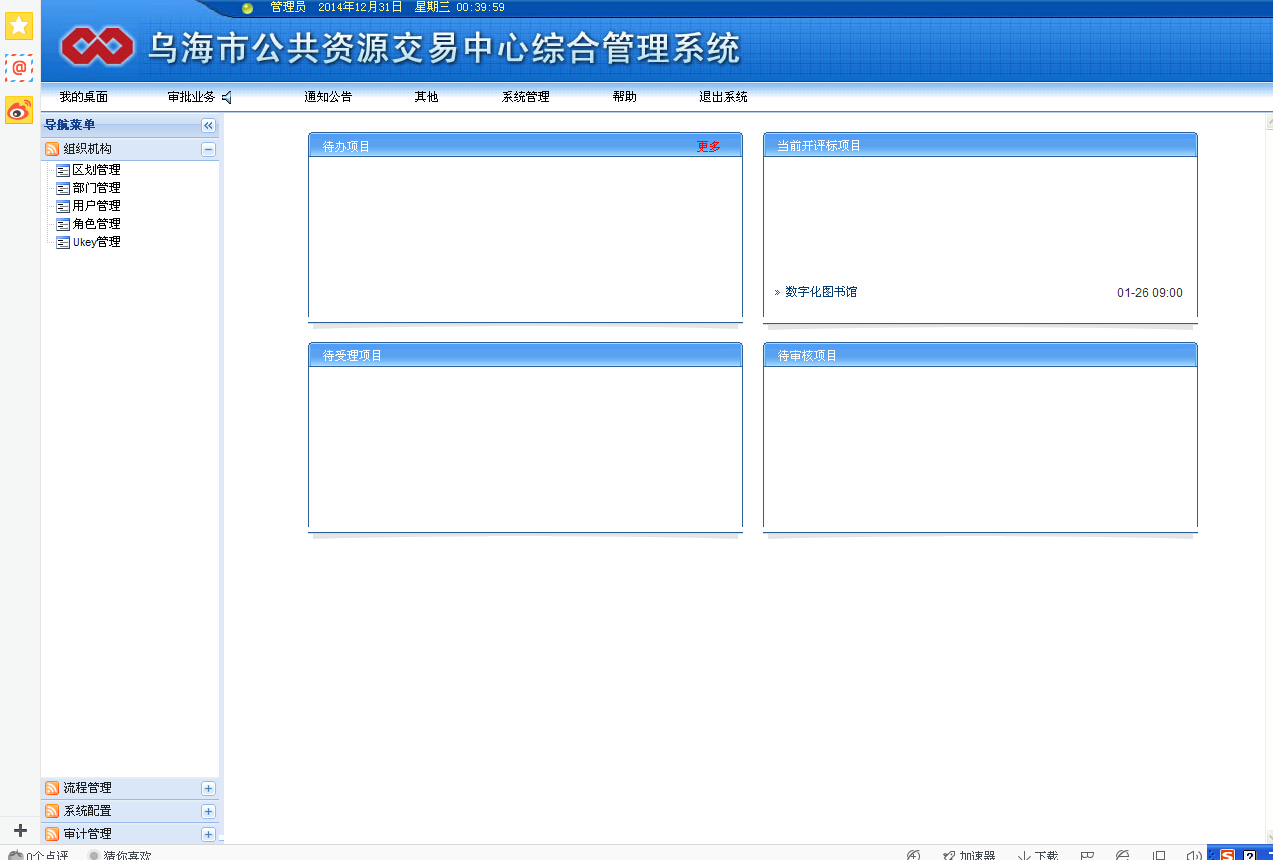 管理员 2014年12月31日 星期三 00:39:59
乌海市公共资源交易中心综合管理系统
我的桌面 审批业务 通知公告 其他 系统管理 帮助 退出系统
导航菜单
组织机构
区划管理
部门管理
用户管理
角色管理
Ukey管理
待办项目 更多
当前开评标项目
» 数字化图书馆 01-26 09:00
待受理项目
待审核项目
流程管理
系统配置
审计管理
0个点评 猜你喜欢 加速器 下载